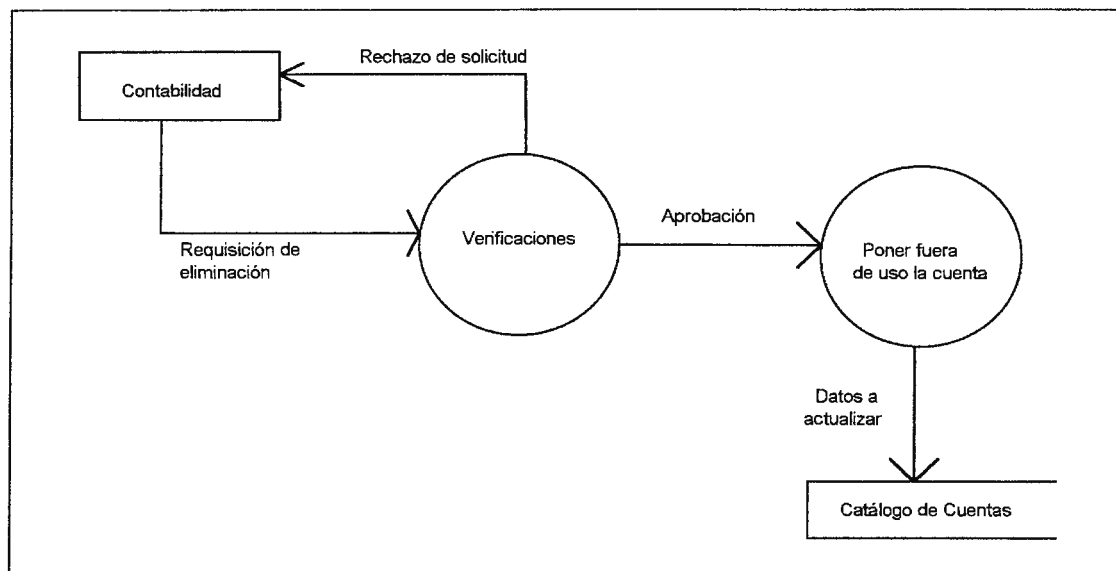 Rechazo de solicitud
Contabilidad
Requisición de
eliminación
Verificaciones
Aprobación
Poner fuera
de uso la cuenta
Datos a
actualizar
Catálogo de Cuentas